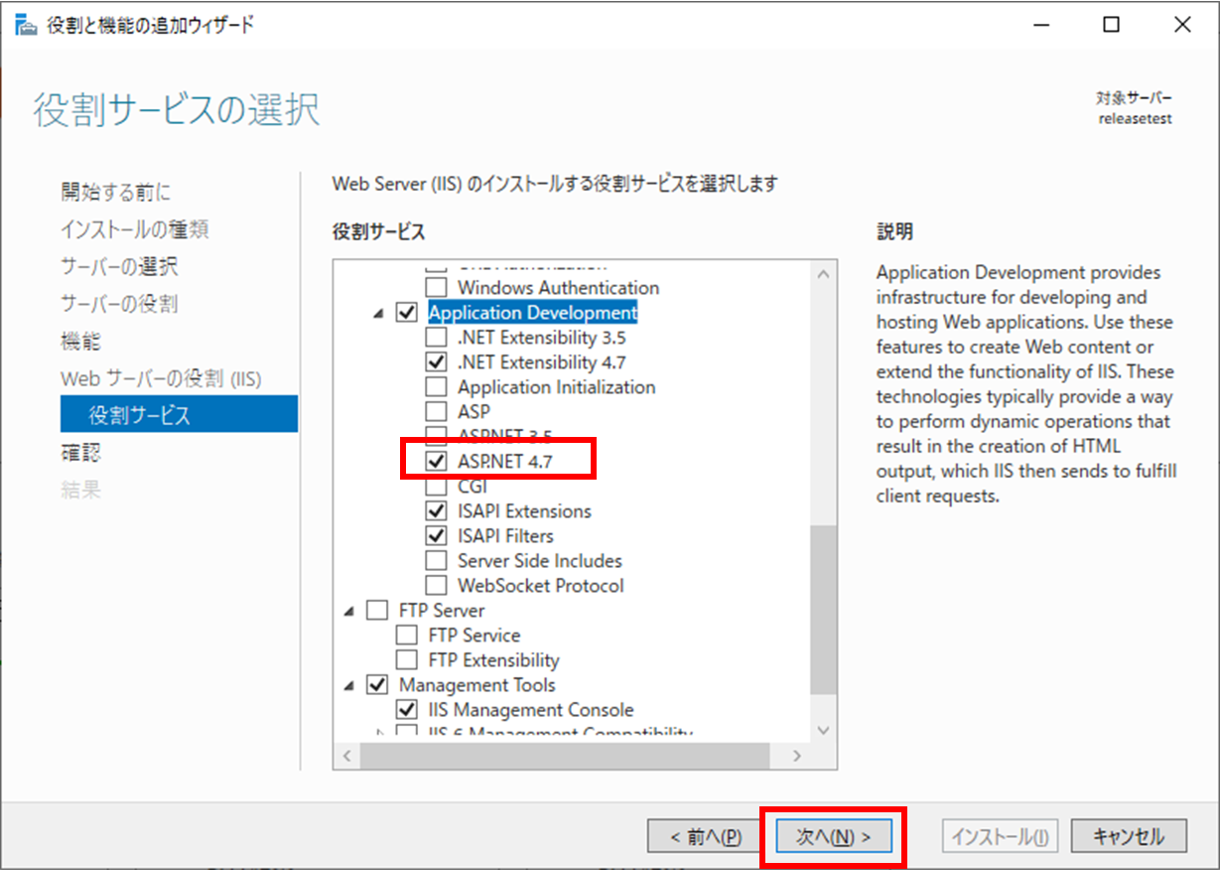 役割と機能の追加ウィザード
役割サービスの選択
対象サーバー
releasetest
開始する前に
インストールの種類
サーバーの選択
サーバーの役割
機能
Web サーバーの役割 (IIS)
役割サービス
確認
結果
Web Server (IIS) のインストールする役割サービスを選択します
役割サービス
Windows Authentication
Application Development
.NET Extensibility 3.5
.NET Extensibility 4.7
Application Initialization
ASP
ASP.NET 3.5
ASP.NET 4.7
CGI
ISAPI Extensions
ISAPI Filters
Server Side Includes
WebSocket Protocol
FTP Server
FTP Service
FTP Extensibility
Management Tools
IIS Management Console
IIS 6 Management Compatibility
説明
Application Development provides
infrastructure for developing and
hosting Web applications. Use these
features to create Web content or
extend the functionality of IIS. These
technologies typically provide a way
to perform dynamic operations that
result in the creation of HTML
output, which IIS then sends to fulfill
client requests.
< 前へ(P)
次へ(N) >
インストール(I)
キャンセル